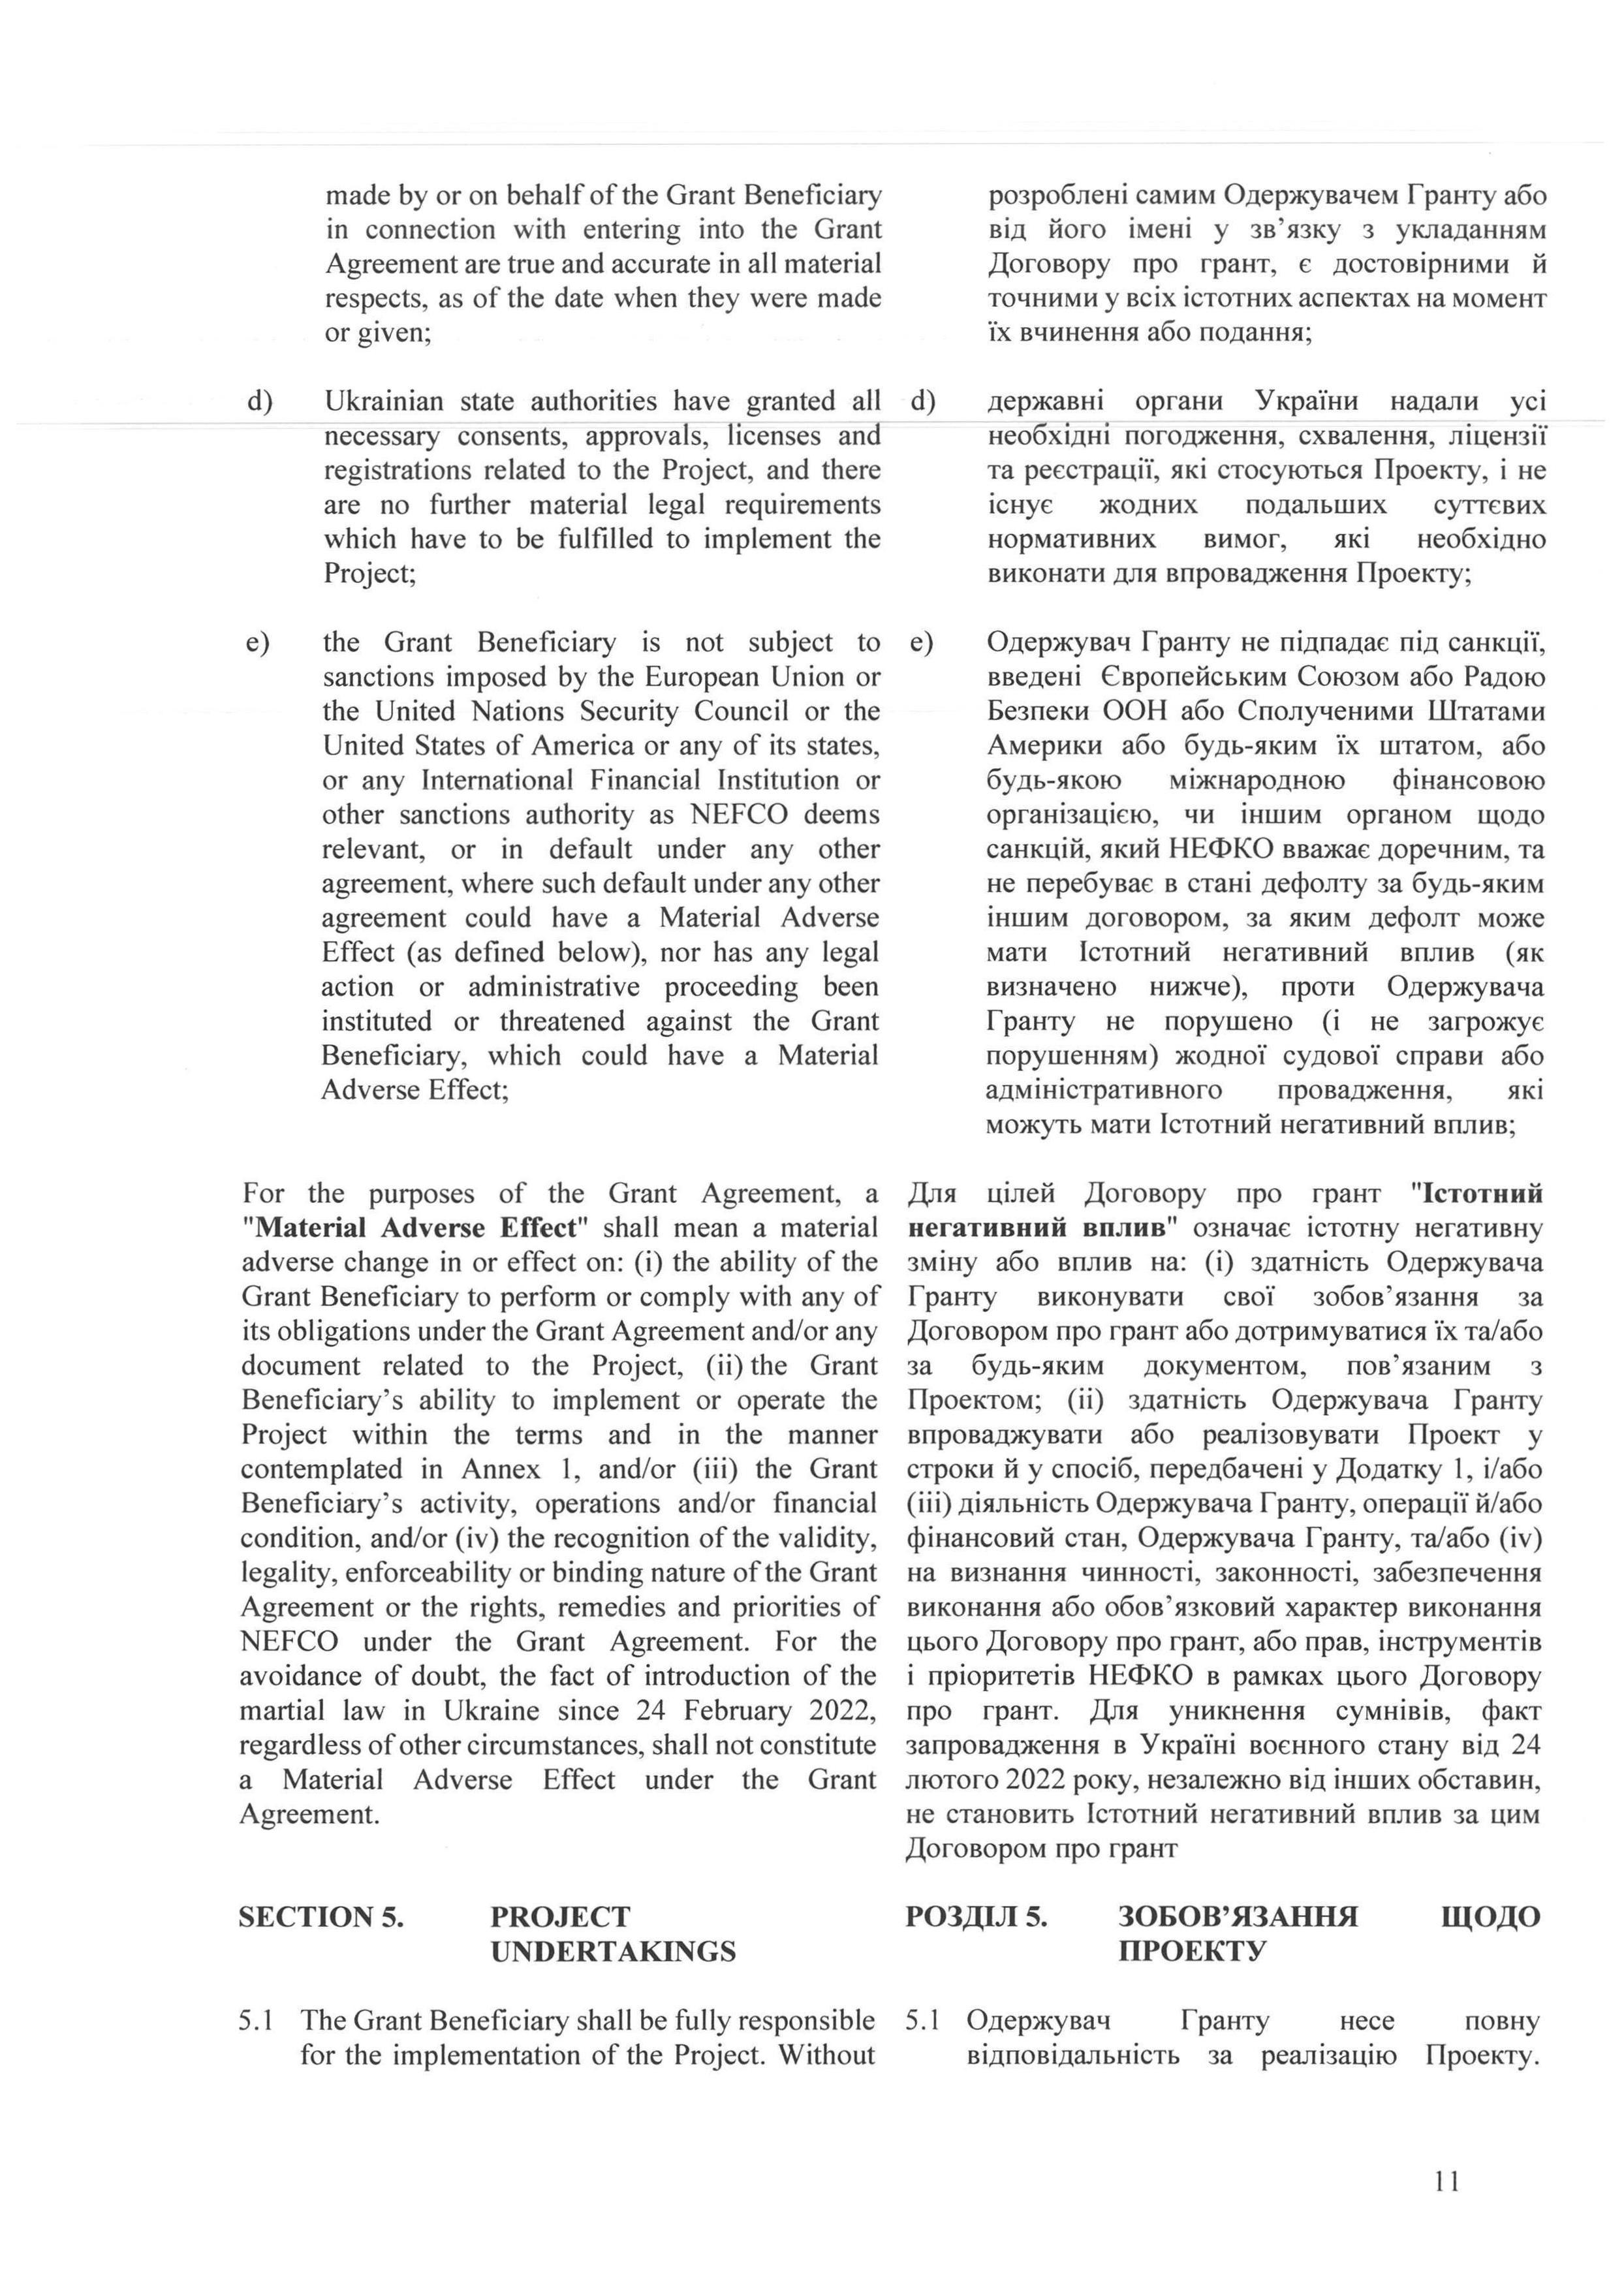 made by or on behalf of the Grant Beneficiary
in connection with entering into the Grant
Agreement are true and accurate in all material
respects, as of the date when they were made
or given;
d) Ukrainian state authorities have granted all
necessary consents, approvals, licenses and
registrations related to the Project, and there
are no further material legal requirements
which have to be fulfilled to implement the
Project;
e) the Grant Beneficiary is not subject to
sanctions imposed by the European Union or
the United Nations Security Council or the
United States of America or any of its states,
or any International Financial Institution or
other sanctions authority as NEFCO deems
relevant, or in default under any other
agreement, where such default under any other
agreement could have a Material Adverse
Effect (as defined below), nor has any legal
action or administrative proceeding been
instituted or threatened against the Grant
Beneficiary, which could have a Material
Adverse Effect;
For the purposes of the Grant Agreement, a
"Material Adverse Effect" shall mean a material
adverse change in or effect on: (i) the ability of the
Grant Beneficiary to perform or comply with any of
its obligations under the Grant Agreement and/or any
document related to the Project, (ii) the Grant
Beneficiary's ability to implement or operate the
Project within the terms and in the manner
contemplated in Annex 1, and/or (iii) the Grant
Beneficiary's activity, operations and/or financial
condition, and/or (iv) the recognition of the validity,
legality, enforceability or binding nature of the Grant
Agreement or the rights, remedies and priorities of
NEFCO under the Grant Agreement. For the
avoidance of doubt, the fact of introduction of the
martial law in Ukraine since 24 February 2022,
regardless of other circumstances, shall not constitute
a Material Adverse Effect under the Grant
Agreement.
SECTION 5. PROJECT
UNDERTAKINGS
5.1 The Grant Beneficiary shall be fully responsible
for the implementation of the Project. Without
розроблені самим Одержувачем Гранту або
від його імені у зв’язку з укладанням
Договору про грант, є достовірними й
точними у всіх істотних аспектах на момент
їх вчинення або подання;
d) державні органи України надали усі
необхідні погодження, схвалення, ліцензії
та реєстрації, які стосуються Проекту, і не
існує жодних подальших суттєвих
нормативних вимог, які необхідно
виконати для впровадження Проекту;
e) Одержувач Гранту не підпадає під санкції,
введені Європейським Союзом або Радою
Безпеки ООН або Сполученими Штатами
Америки або будь-яким їх штатом, або
будь-якою міжнародною фінансовою
організацією, чи іншим органом щодо
санкцій, який НЕФКО вважає доречним, та
не перебуває в стані дефолту за будь-яким
іншим договором, за яким дефолт може
мати Істотний негативний вплив (як
визначено нижче), проти Одержувача
Гранту не порушено (і не загрожує
порушенням) жодної судової справи або
адміністративного провадження, які
можуть мати Істотний негативний вплив;
Для цілей Договору про грант "Істотний
негативний вплив" означає істотну негативну
зміну або вплив на: (i) здатність Одержувача
Гранту виконувати свої зобов’язання за
Договором про грант або дотримуватися їх та/або
за будь-яким документом, пов’язаним з
Проектом; (ii) здатність Одержувача Гранту
впроваджувати або реалізовувати Проект у
строки й у спосіб, передбачені у Додатку 1, і/або
(iii) діяльність Одержувача Гранту, операції й/або
фінансовий стан, Одержувача Гранту, та/або (iv)
на визнання чинності, законності, забезпечення
виконання або обов’язковий характер виконання
цього Договору про грант, або прав, інструментів
і пріоритетів НЕФКО в рамках цього Договору
про грант. Для уникнення сумнівів, факт
запровадження в Україні воєнного стану від 24
лютого 2022 року, незалежно від інших обставин,
не становить Істотний негативний вплив за цим
Договором про грант
РОЗДІЛ 5. ЗОБОВ’ЯЗАННЯ ЩОДО
ПРОЕКТУ
5.1 Одержувач Гранту несе повну
відповідальність за реалізацію Проекту.
11